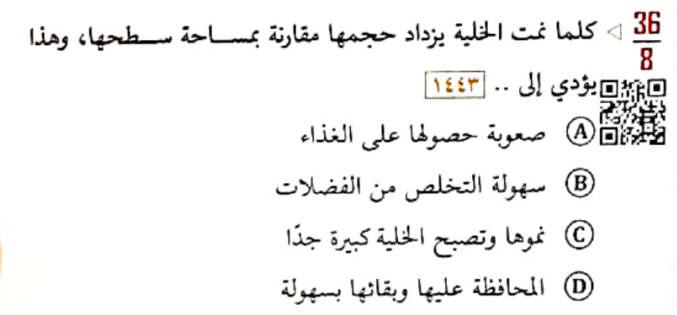 36/8 ◁ كلما نمت الخلية يزداد حجمها مقارنة بمساحة سطحها، وهذا
يؤدي إلى .. ١٤٤٣
A صعوبة حصولها على الغذاء
B سهولة التخلص من الفضلات
C نموها وتصبح الخلية كبيرة جدًا
D المحافظة عليها وبقائها بسهولة